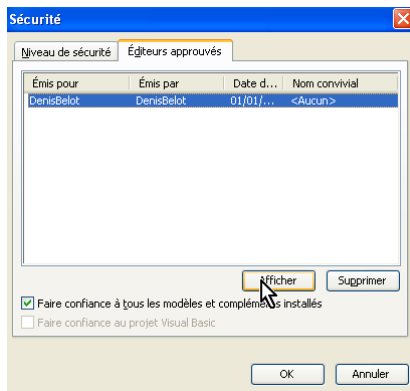 Sécurité
Niveau de sécurité Éditeurs approuvés
Émis pour Émis par Date d... Nom convivial
DenisBelot DenisBelot 01/01/... <Aucun>
Afficher Supprimer
Faire confiance à tous les modèles et compléments installés
Faire confiance au projet Visual Basic
OK Annuler